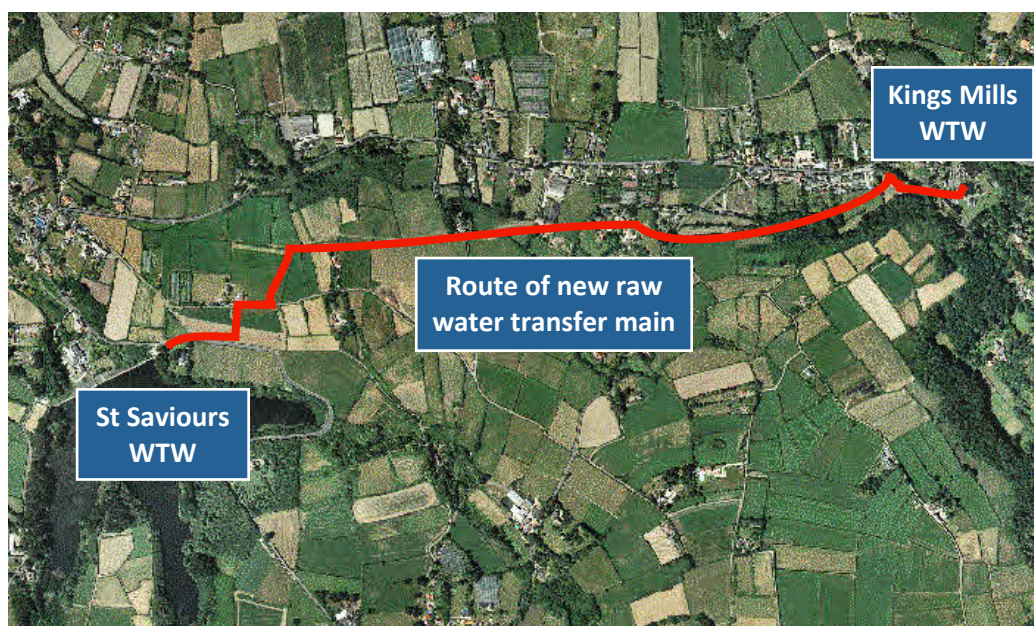 Kings Mills
WTW
Route of new raw
water transfer main
St Saviours
WTW